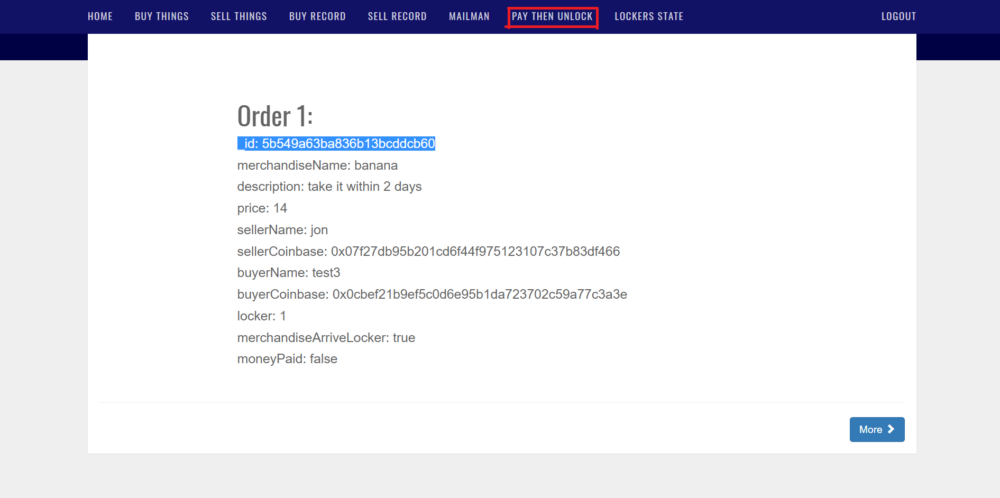 HOME BUY THINGS SELL THINGS BUY RECORD SELL RECORD MAILMAN PAY THEN UNLOCK LOCKERS STATE LOGOUT
Order 1:
_id: 5b549a63ba836b13bcddcb60
merchandiseName: banana
description: take it within 2 days
price: 14
sellerName: jon
sellerCoinbase: 0x07f27db95b201cd6f44f975123107c37b83df466
buyerName: test3
buyerCoinbase: 0x0cbef21b9ef5c0d6e95b1da723702c59a77c3a3e
locker: 1
merchandiseArriveLocker: true
moneyPaid: false
More